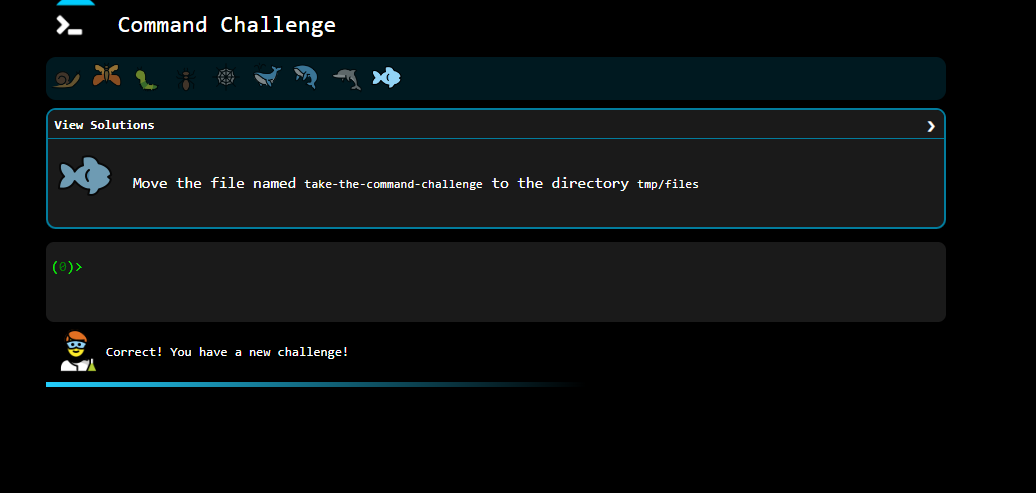 Command Challenge
View Solutions
Move the file named take-the-command-challenge to the directory tmp/files
(0)>
Correct! You have a new challenge!